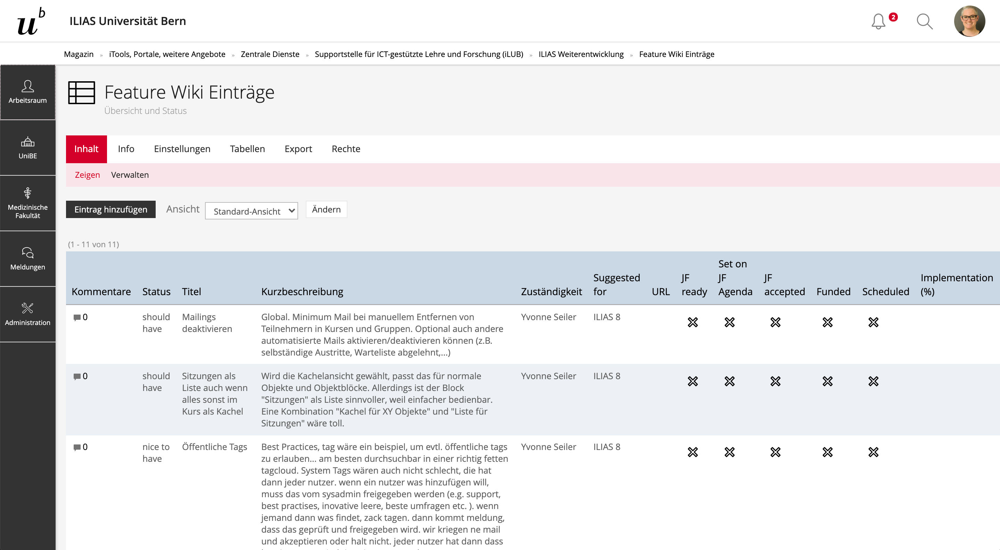 u^b
ILIAS Universität Bern
2
Magazin » iTools, Portale, weitere Angebote » Zentrale Dienste » Supportstelle für ICT-gestützte Lehre und Forschung (iLUB) » ILIAS Weiterentwicklung » Feature Wiki Einträge
Arbeitsraum
UniBE
Medizinische
Fakultät
Meldungen
Administration
Feature Wiki Einträge
Übersicht und Status
Inhalt Info Einstellungen Tabellen Export Rechte
Zeigen Verwalten
Eintrag hinzufügen Ansicht Standard-Ansicht Ändern
(1 - 11 von 11)
Kommentare Status Titel Kurzbeschreibung Zuständigkeit Suggested for URL JF ready Set on JF Agenda JF accepted Funded Scheduled Implementation (%)
0 should have Mailings deaktivieren
Global. Minimum Mail bei manuellem Entfernen von
Teilnehmern in Kursen und Gruppen. Optional auch andere
automatisierte Mails aktivieren/deaktivieren können (z.B.
selbständige Austritte, Warteliste abgelehnt,...)
Yvonne Seiler ILIAS 8
0 should have Sitzungen als Liste auch wenn alles sonst im Kurs als Kachel
Wird die Kachelansicht gewählt, passt das für normale
Objekte und Objektblöcke. Allerdings ist der Block
"Sitzungen" als Liste sinnvoller, weil einfacher bedienbar.
Eine Kombination "Kachel für XY Objekte" und "Liste für
Sitzungen" wäre toll.
Yvonne Seiler ILIAS 8
0 nice to have Öffentliche Tags
Best Practices, tag wäre ein beispiel, um evtl. öffentliche tags
zu erlauben... am besten durchsuchbar in einer richtig fetten
tagcloud. System Tags wären auch nicht schlecht, die hat
dann jeder nutzer. wenn ein nutzer was hinzufügen will,
muss das vom sysadmin freigegeben werden (e.g. support,
best practises, inovative leere, beste umfragen etc. ). wenn
jemand dann was findet, zack tagen. dann kommt meldung,
dass das geprüft und freigegeben wird. wir kriegen ne mail
und akzeptieren oder halt nicht. jeder nutzer hat dann dass
Yvonne Seiler ILIAS 8